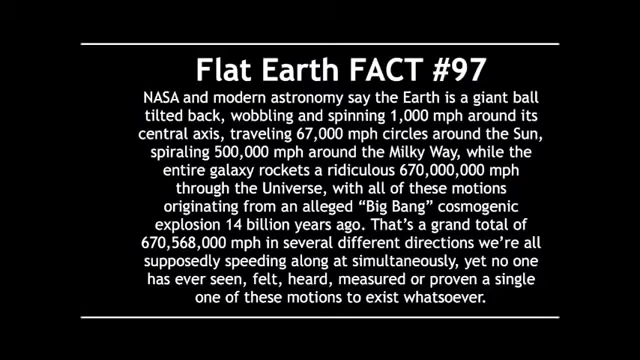 Flat Earth FACT #97
NASA and modern astronomy say the Earth is a giant ball
tilted back, wobbling and spinning 1,000 mph around its
central axis, traveling 67,000 mph circles around the Sun,
spiraling 500,000 mph around the Milky Way, while the
entire galaxy rockets a ridiculous 670,000,000 mph
through the Universe, with all of these motions
originating from an alleged “Big Bang” cosmogenic
explosion 14 billion years ago. That’s a grand total of
670,568,000 mph in several different directions we’re all
supposedly speeding along at simultaneously, yet no one
has ever seen, felt, heard, measured or proven a single
one of these motions to exist whatsoever.